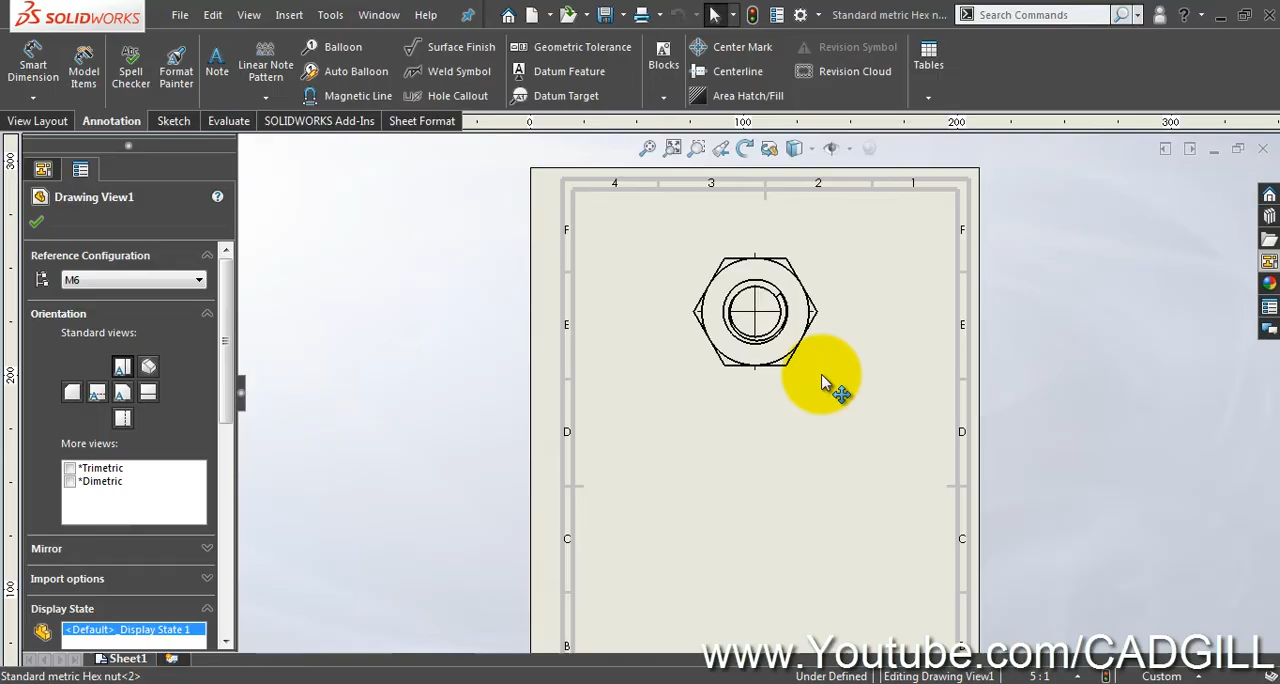 SOLIDWORKS File Edit View Insert Tools Window Help Standard metric Hex n... Search Commands ?
Smart Dimension
Model Items
Spell Checker
Format Painter
Note
Linear Note Pattern
Balloon
Auto Balloon
Magnetic Line
Surface Finish
Weld Symbol
Hole Callout
Geometric Tolerance
Datum Feature
Datum Target
Blocks
Center Mark
Centerline
Area Hatch/Fill
Revision Symbol
Revision Cloud
Tables
View Layout Annotation Sketch Evaluate SOLIDWORKS Add-Ins Sheet Format
0 100 200 300
300
200
100
Drawing View1 ?
Reference Configuration
M6
Orientation
Standard views:
More views:
*Trimetric
*Dimetric
Mirror
Import options
Display State
<Default>_Display State 1
4 3 2 1
F F
E E
D D
C C
B
Sheet1
www.Youtube.com/CADGILL
Standard metric Hex nut<2> Under Defined Editing Drawing View1 5 : 1 Custom